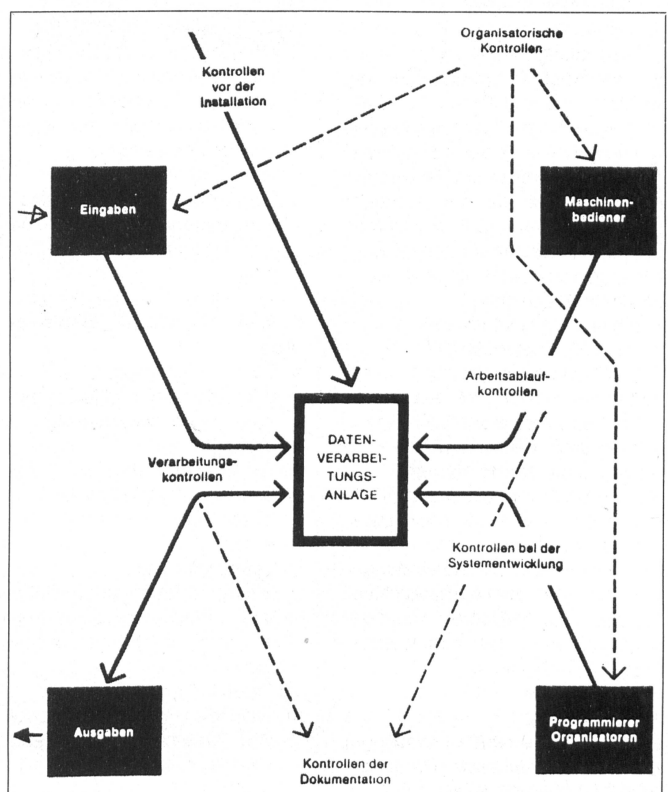 Organisatorische
Kontrollen
Kontrollen
vor der
Installation
Eingaben
Maschinen-
bediener
Arbeitsablauf-
kontrollen
DATEN-
VERARBEI-
TUNGS-
ANLAGE
Verarbeitungs-
kontrollen
Kontrollen bei der
Systementwicklung
Ausgaben
Programmierer
Organisatoren
Kontrollen der
Dokumentation